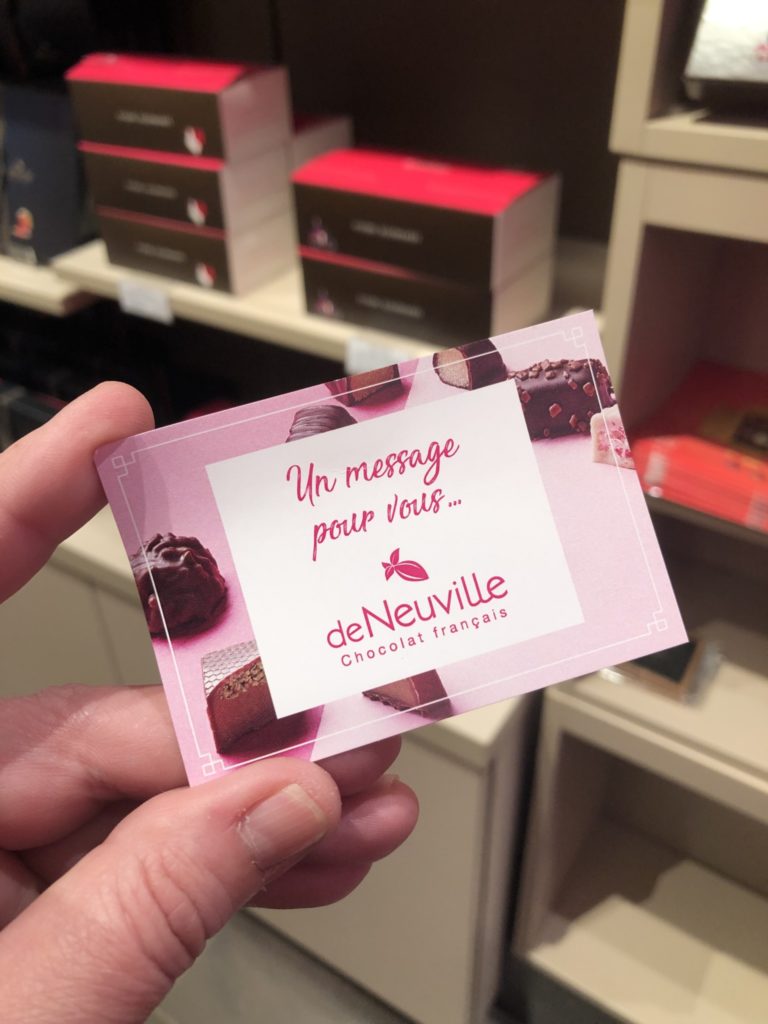 Un message
pour vous...
deNeuville
Chocolat français